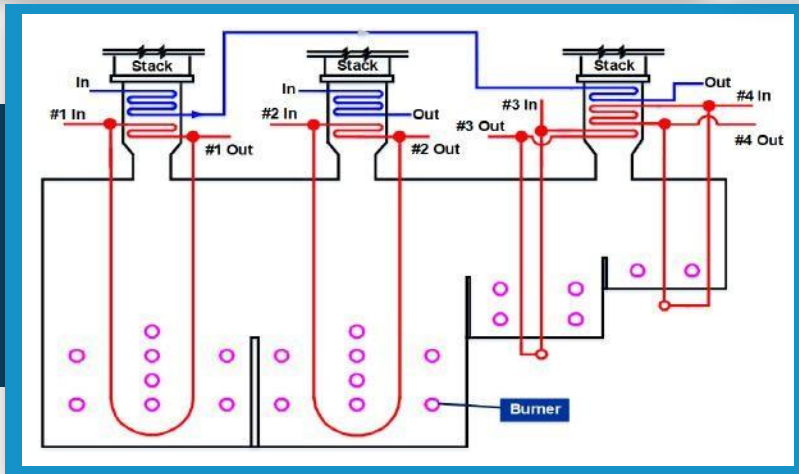 Stack
Stack
Stack
In
In
Out
#1 In
#2 In
Out
#3 In
#4 In
#3 Out
#1 Out
#2 Out
#4 Out
Burner